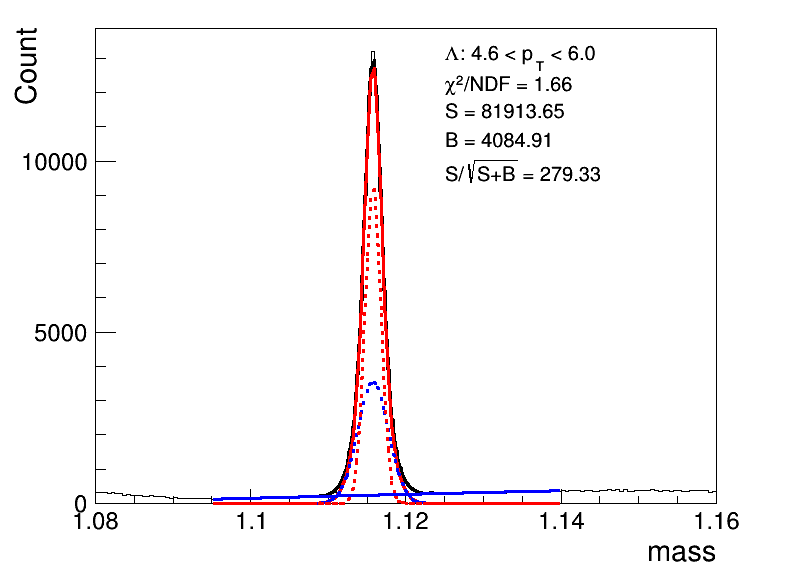 Count
Λ: 4.6 < p_T < 6.0
χ²/NDF = 1.66
S = 81913.65
B = 4084.91
S/√S+B = 279.33
10000
5000
0
1.08 1.1 1.12 1.14 1.16
mass